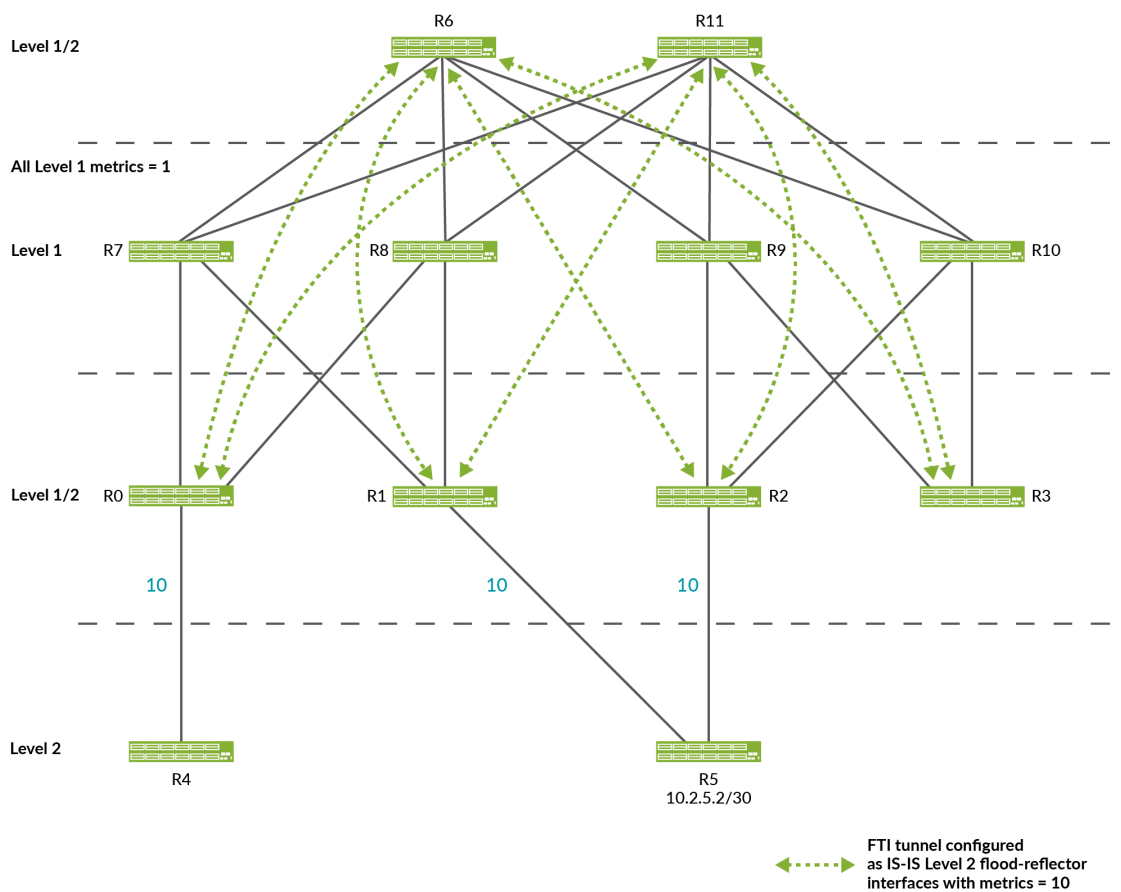 R6
R11
Level 1/2
All Level 1 metrics = 1
Level 1
R7
R8
R9
R10
Level 1/2
R0
R1
R2
R3
10
10
10
Level 2
R4
R5
10.2.5.2/30
FTI tunnel configured
as IS-IS Level 2 flood-reflector
interfaces with metrics = 10